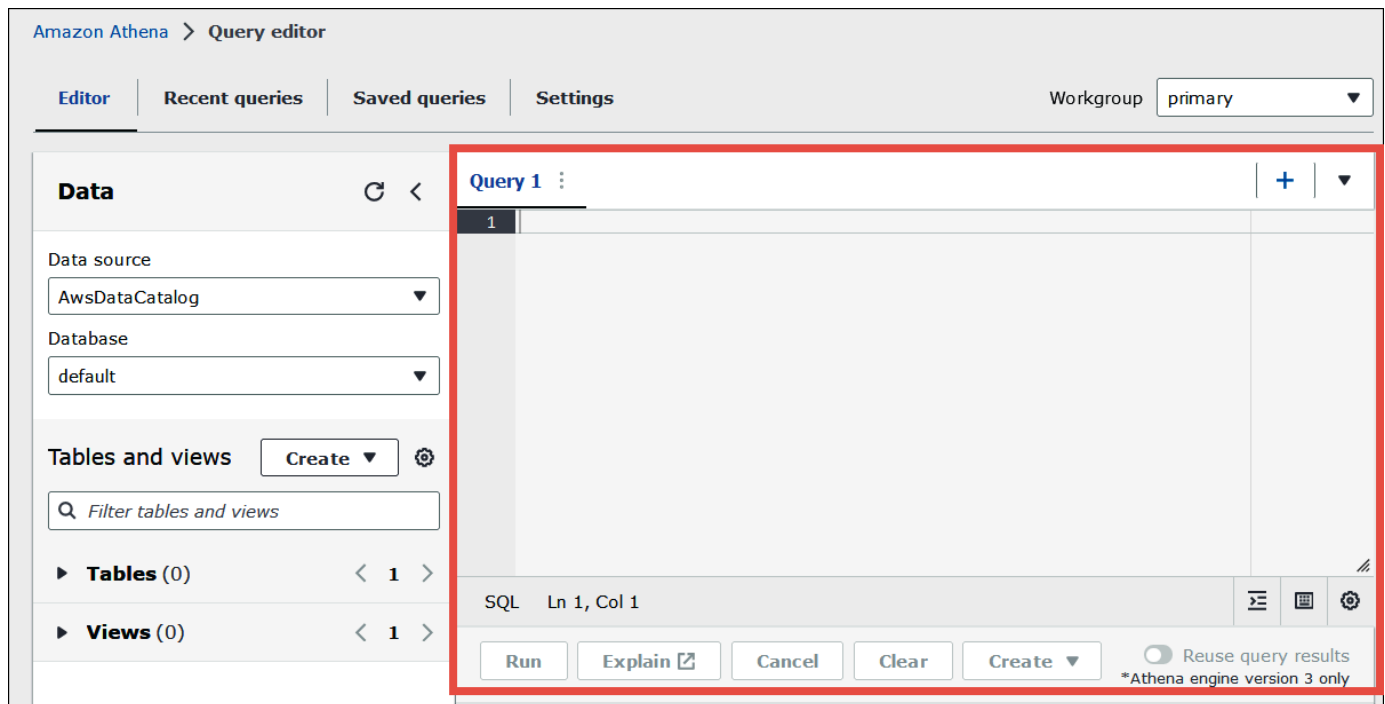 Amazon Athena > Query editor
Editor Recent queries Saved queries Settings Workgroup primary
Data
Data source
AwsDataCatalog
Database
default
Tables and views Create
Filter tables and views
Tables (0) < 1 >
Views (0) < 1 >
Query 1 +
1
SQL Ln 1, Col 1
Run Explain Cancel Clear Create Reuse query results
*Athena engine version 3 only